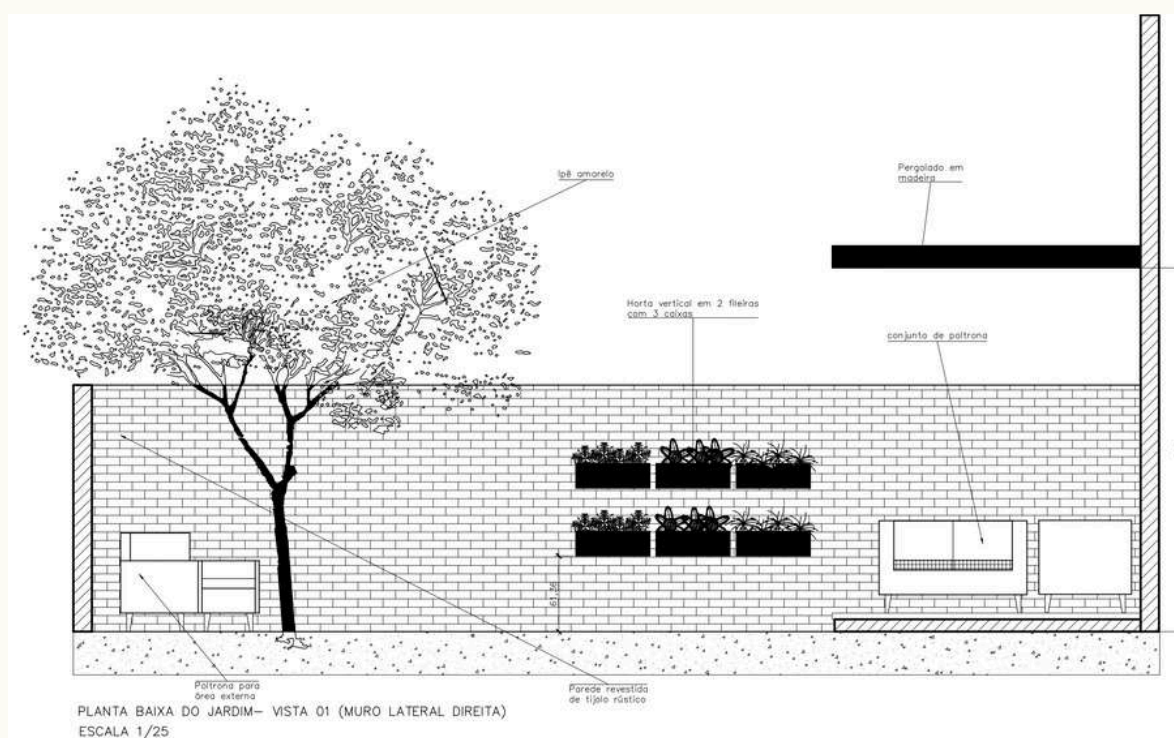 Ipê amarelo
Pergolado em
madeira
Horta vertical em 2 fileiras
com 3 caixas
conjunto de poltrona
61,36
Poltrona para
área externa
Parede revestida
de tijolo rústico
PLANTA BAIXA DO JARDIM– VISTA 01 (MURO LATERAL DIREITA)
ESCALA 1/25